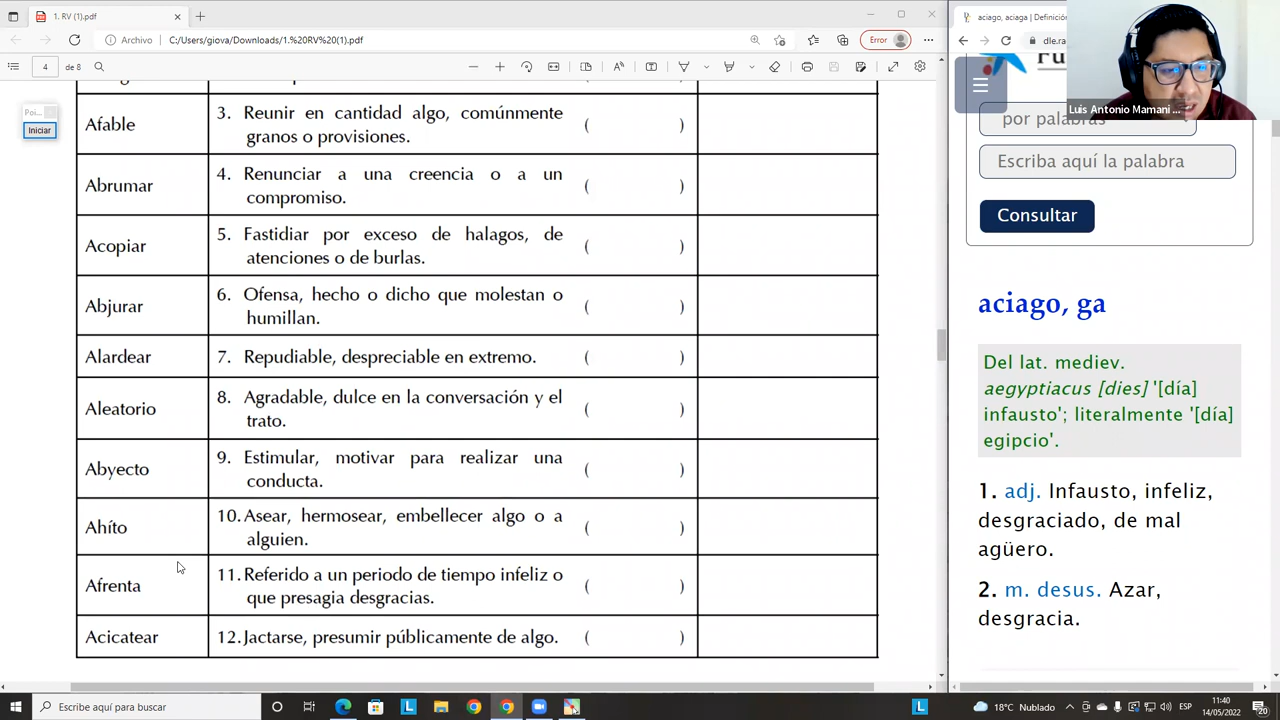 1. RV (1).pdf
Archivo
C:/Users/giova/Downloads/1.%20RV%20(1).pdf
Error
4 de 8
Poi...
Iniciar
Afable
3. Reunir en cantidad algo, comúnmente
granos o provisiones.
( )
Abrumar
4. Renunciar a una creencia o a un
compromiso.
( )
Acopiar
5. Fastidiar por exceso de halagos, de
atenciones o de burlas.
( )
Abjurar
6. Ofensa, hecho o dicho que molestan o
humillan.
( )
Alardear
7. Repudiable, despreciable en extremo.
( )
Aleatorio
8. Agradable, dulce en la conversación y el
trato.
( )
Abyecto
9. Estimular, motivar para realizar una
conducta.
( )
Ahíto
10. Asear, hermosear, embellecer algo o a
alguien.
( )
Afrenta
11. Referido a un periodo de tiempo infeliz o
que presagia desgracias.
( )
Acicatear
12. Jactarse, presumir públicamente de algo.
( )
aciago, aciaga | Definició
dle.ra
Luis Antonio Mamani ...
por palabras
Escriba aquí la palabra
Consultar
aciago, ga
Del lat. mediev.
aegyptiacus [dies] '[día]
infausto'; literalmente '[día]
egipcio'.
1. adj. Infausto, infeliz,
desgraciado, de mal
agüero.
2. m. desus. Azar,
desgracia.
Escribe aquí para buscar
18°C Nublado
ESP
11:40
14/05/2022
20